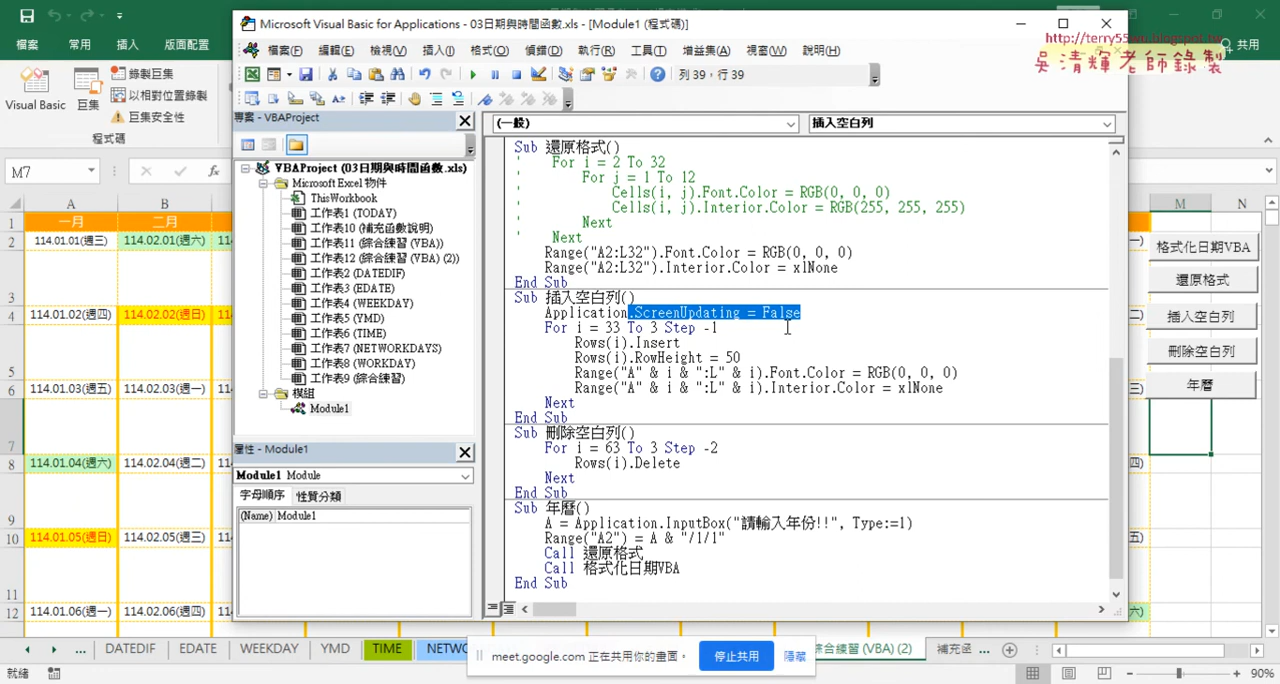 Microsoft Visual Basic for Applications - 03日期與時間函數.xls - [Module1 (程式碼)]
http://terry55wu.blogspot.tw
吳清輝老師錄製
共用
檔案 常用 插入 版面配置
檔案(F) 編輯(E) 檢視(V) 插入(I) 格式(O) 偵錯(D) 執行(R) 工具(T) 增益集(A) 視窗(W) 說明(H)
列 39，行 39
Visual Basic
巨集
錄製巨集
以相對位置錄製
巨集安全性
程式碼
M7
fx
專案 - VBAProject
VBAProject (03日期與時間函數.xls)
Microsoft Excel 物件
ThisWorkbook
工作表1 (TODAY)
工作表10 (補充函數說明)
工作表11 (綜合練習 (VBA))
工作表12 (綜合練習 (VBA) (2))
工作表2 (DATEDIF)
工作表3 (EDATE)
工作表4 (WEEKDAY)
工作表5 (YMD)
工作表6 (TIME)
工作表7 (NETWORKDAYS)
工作表8 (WORKDAY)
工作表9 (綜合練習)
模組
Module1
屬性 - Module1
Module1 Module
字母順序 性質分類
(Name) Module1
(一般) 插入空白列
Sub 還原格式()
' For i = 2 To 32
' For j = 1 To 12
' Cells(i, j).Font.Color = RGB(0, 0, 0)
' Cells(i, j).Interior.Color = RGB(255, 255, 255)
' Next
' Next
Range("A2:L32").Font.Color = RGB(0, 0, 0)
Range("A2:L32").Interior.Color = xlNone
End Sub
Sub 插入空白列()
Application.ScreenUpdating = False
For i = 33 To 3 Step -1
Rows(i).Insert
Rows(i).RowHeight = 50
Range("A" & i & ":L" & i).Font.Color = RGB(0, 0, 0)
Range("A" & i & ":L" & i).Interior.Color = xlNone
Next
End Sub
Sub 刪除空白列()
For i = 63 To 3 Step -2
Rows(i).Delete
Next
End Sub
Sub 年曆()
A = Application.InputBox("請輸入年份!!", Type:=1)
Range("A2") = A & "/1/1"
Call 還原格式
Call 格式化日期VBA
End Sub
A B M N
1 一月 二月
2 114.01.01(週三) 114.02.01(週六)
3
4 114.01.02(週四) 114.02.02(週日)
5
6 114.01.03(週五) 114.02.03(週一)
7
8 114.01.04(週六) 114.02.04(週二)
9
10 114.01.05(週日) 114.02.05(週三)
11
12 114.01.06(週一) 114.02.06(週四)
格式化日期VBA
還原格式
插入空白列
刪除空白列
年曆
... DATEDIF EDATE WEEKDAY YMD TIME NETWO
綜合練習 (VBA) (2) 補充函 ...
meet.google.com 正在共用你的畫面。 停止共用 隱藏
就緒
90%